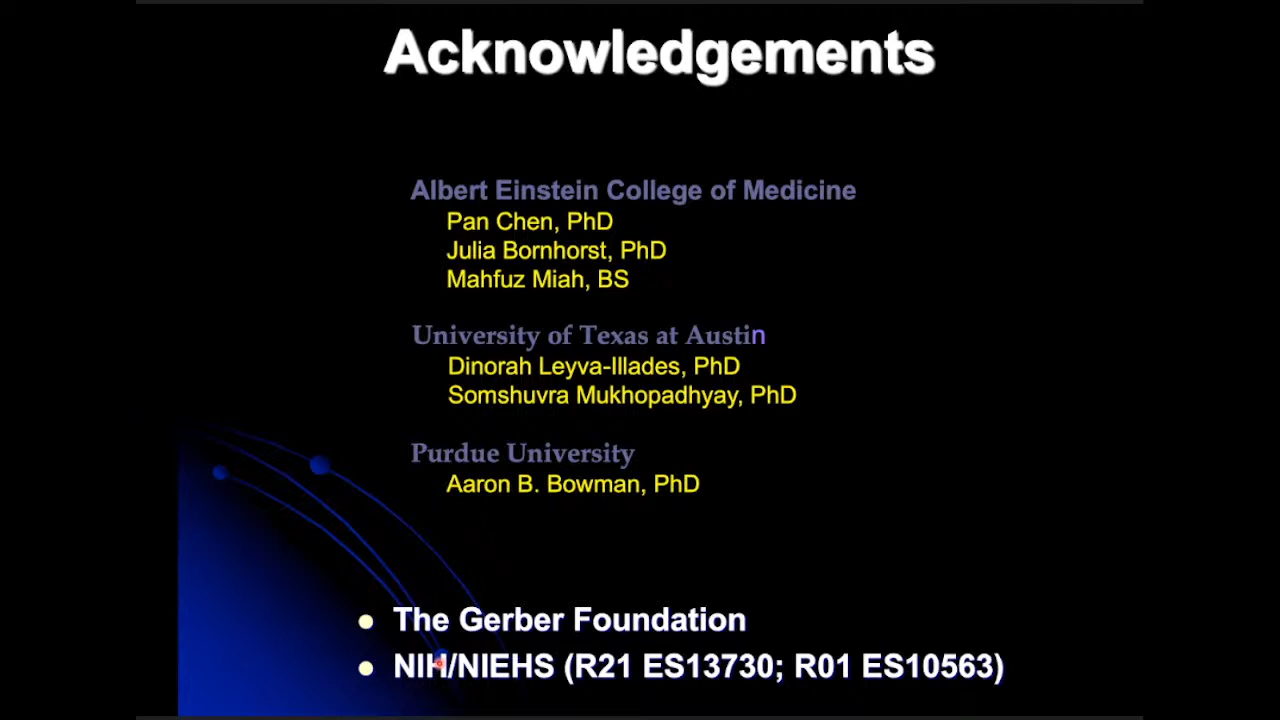 Acknowledgements
Albert Einstein College of Medicine
Pan Chen, PhD
Julia Bornhorst, PhD
Mahfuz Miah, BS
University of Texas at Austin
Dinorah Leyva-Illades, PhD
Somshuvra Mukhopadhyay, PhD
Purdue University
Aaron B. Bowman, PhD
• The Gerber Foundation
• NIH/NIEHS (R21 ES13730; R01 ES10563)